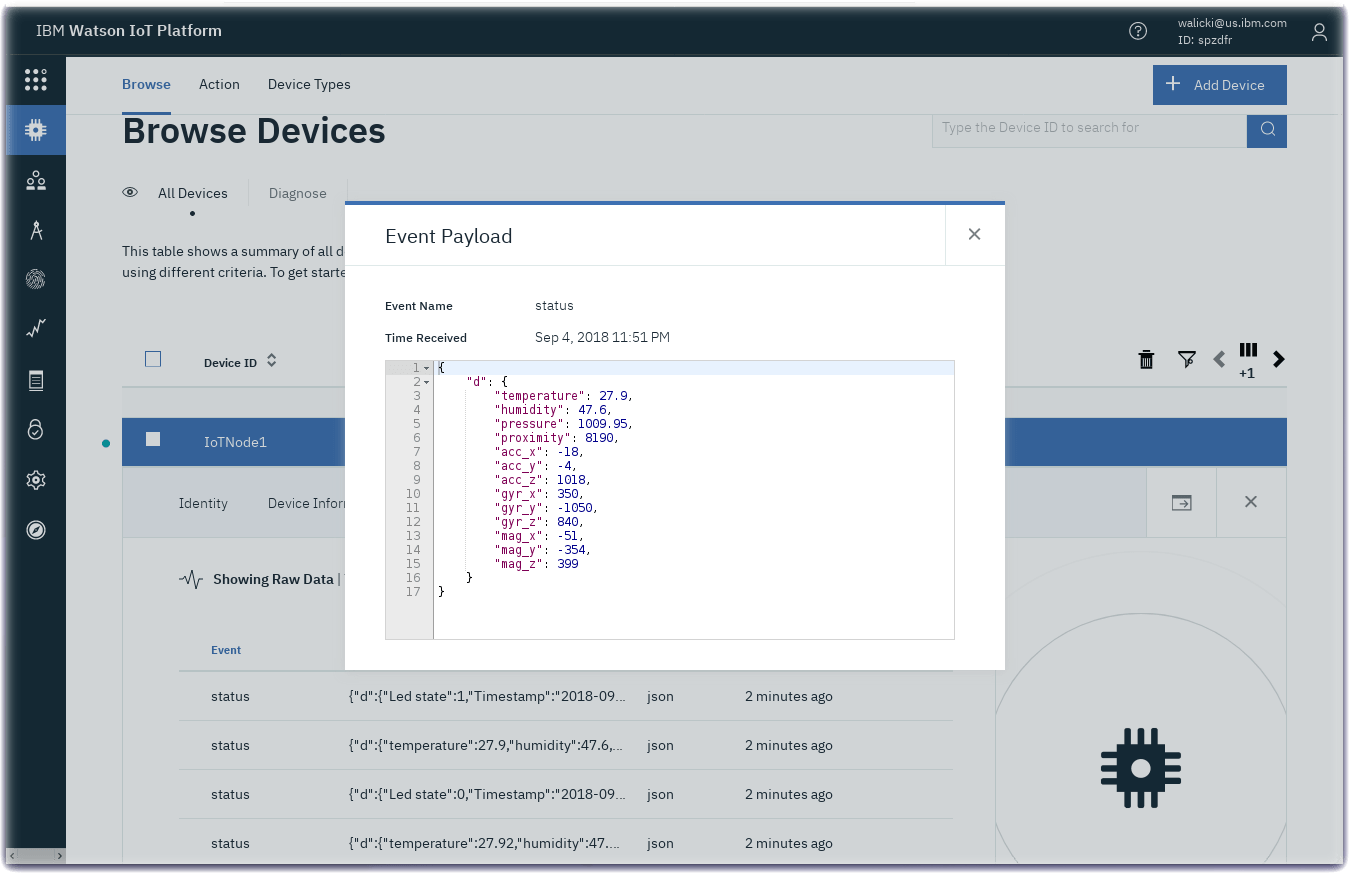 IBM Watson IoT Platform
walicki@us.ibm.com
ID: spzdfr
Browse Action Device Types
+ Add Device
Browse Devices
Type the Device ID to search for
All Devices Diagnose
This table shows a summary of all
using different criteria. To get
Event Payload
Event Name status
Time Received Sep 4, 2018 11:51 PM
Device ID
+1
1 {
2 "d": {
3 "temperature": 27.9,
4 "humidity": 47.6,
5 "pressure": 1009.95,
6 "proximity": 8190,
7 "acc_x": -18,
8 "acc_y": -4,
9 "acc_z": 1018,
10 "gyr_x": 350,
11 "gyr_y": -1050,
12 "gyr_z": 840,
13 "mag_x": -51,
14 "mag_y": -354,
15 "mag_z": 399
16 }
17 }
IoTNode1
Identity Device
Showing Raw Data |
Event
status {"d":{"Led state":1,"Timestamp":"2018-09... json 2 minutes ago
status {"d":{"temperature":27.9,"humidity":47.6,... json 2 minutes ago
status {"d":{"Led state":0,"Timestamp":"2018-09... json 2 minutes ago
status {"d":{"temperature":27.92,"humidity":47.... json 2 minutes ago